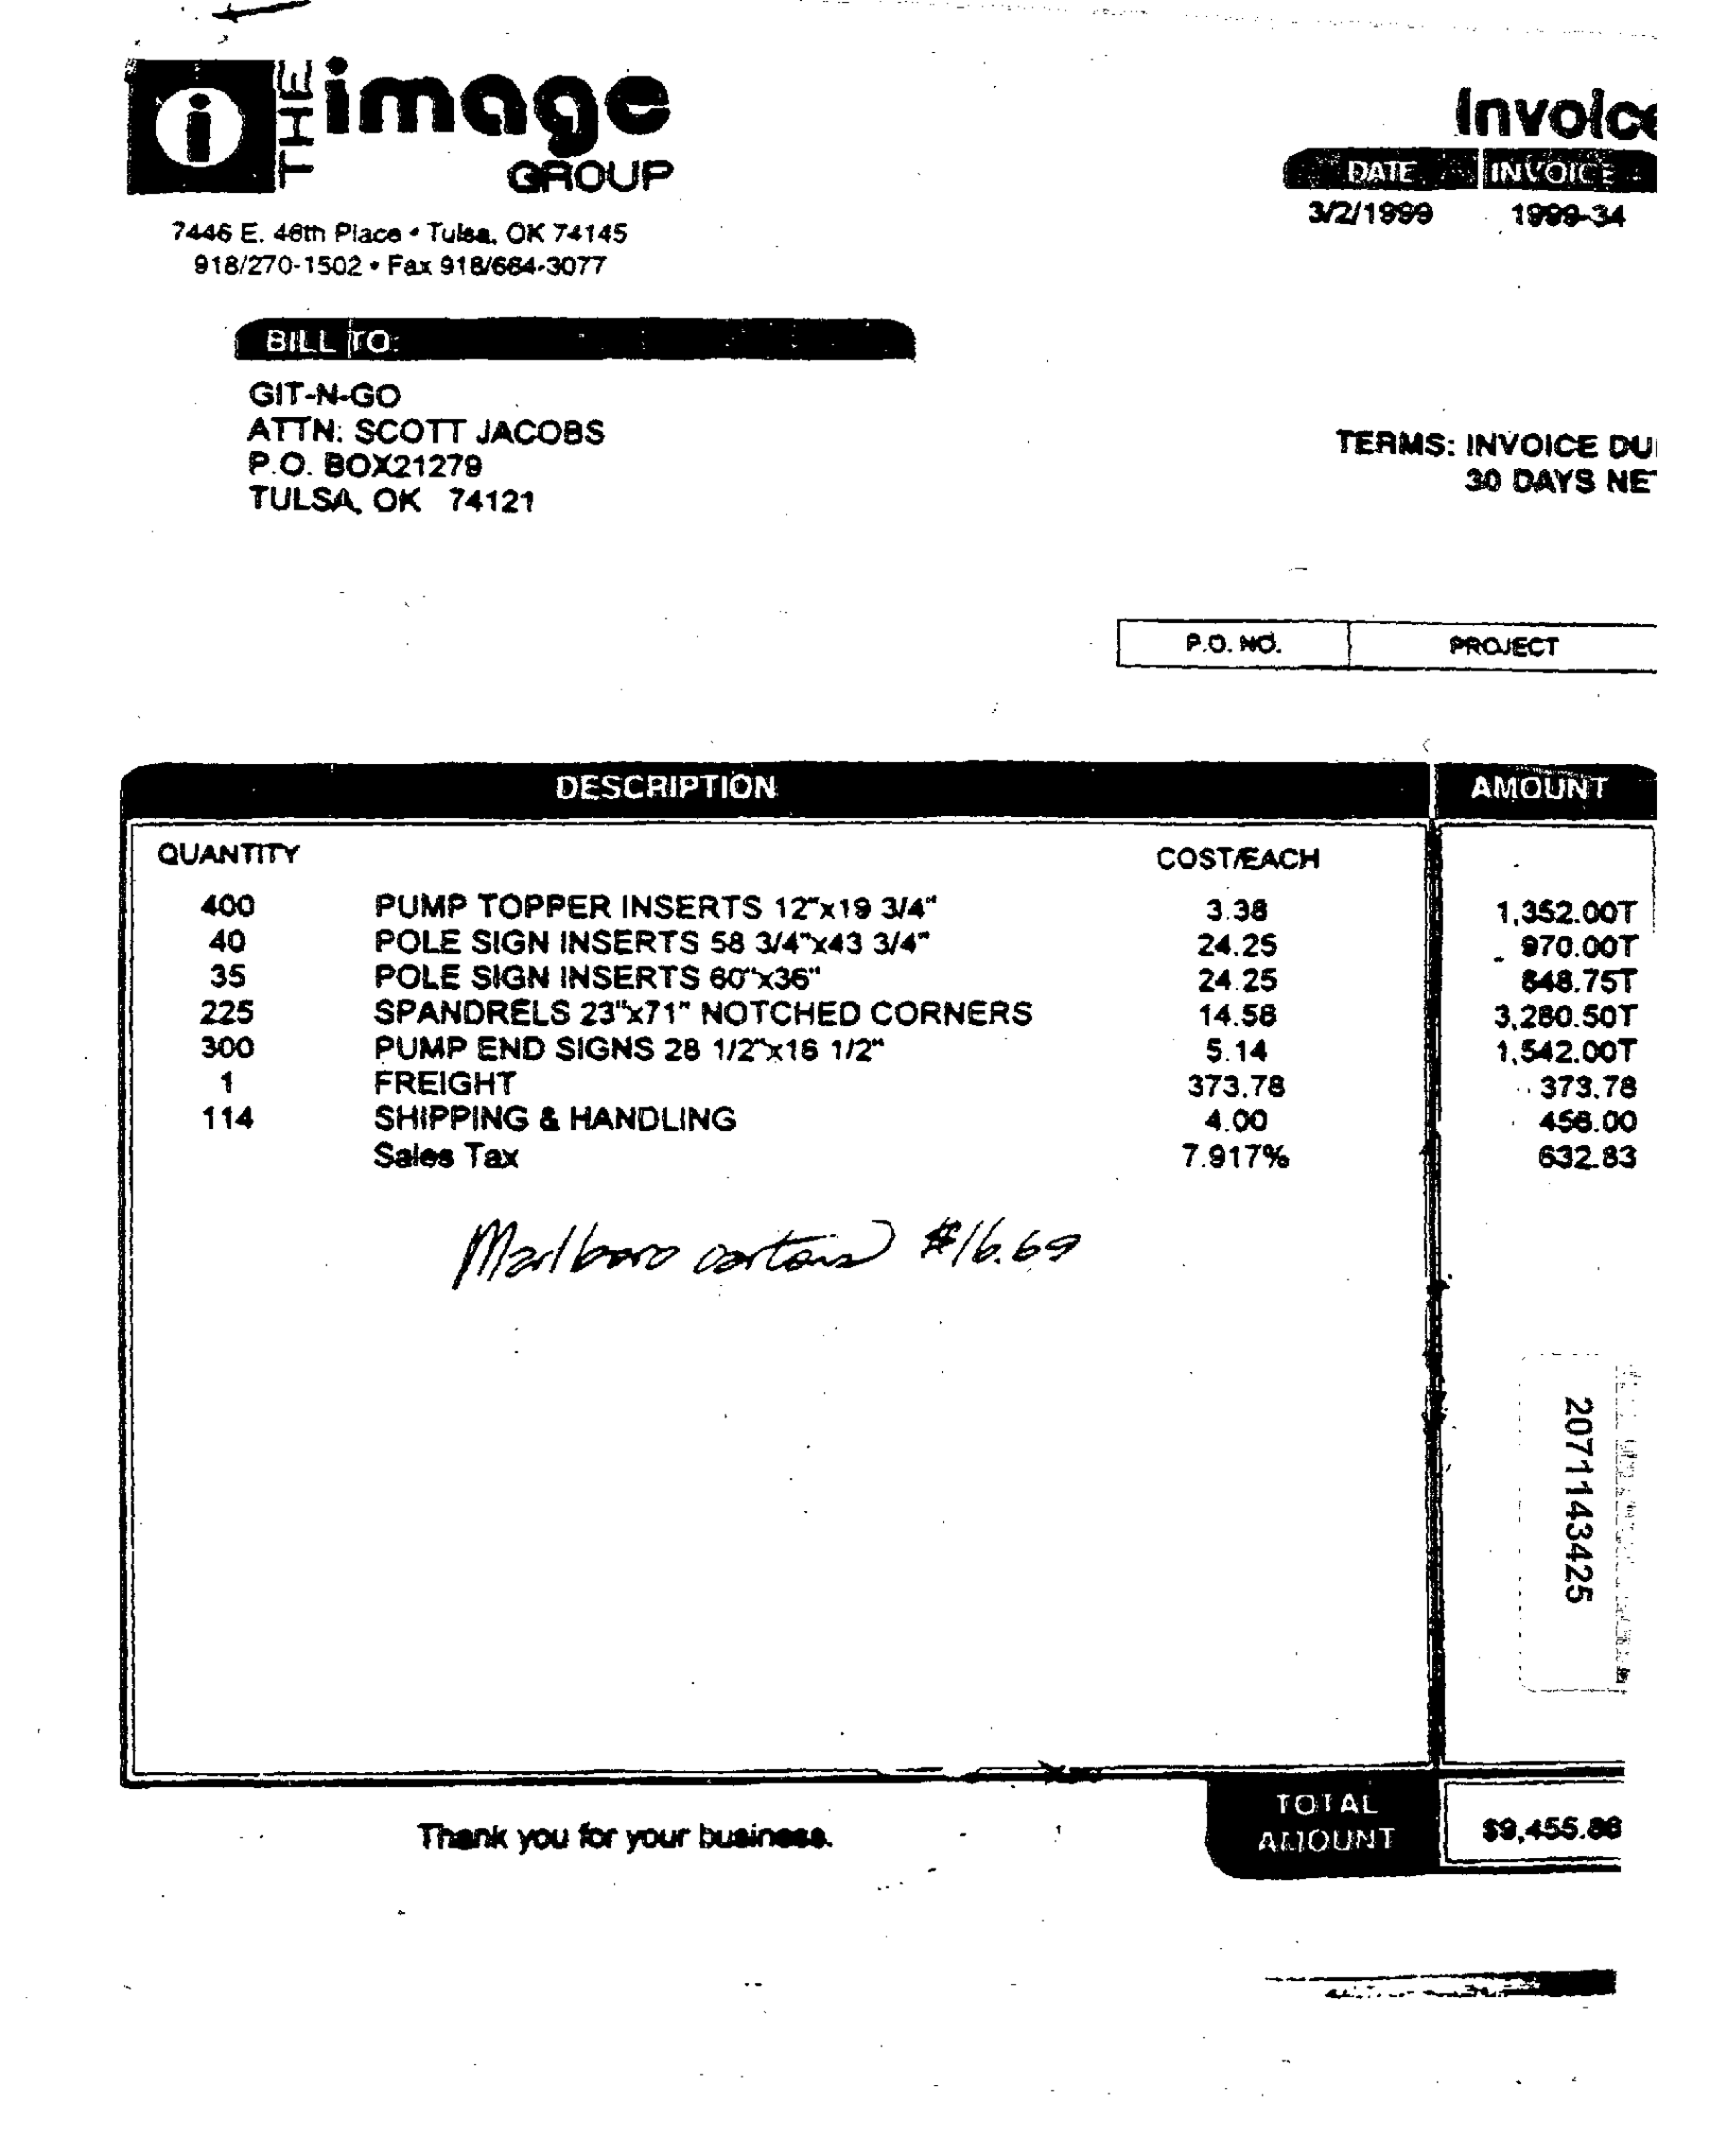 THE image
GROUP
7446 E. 46th Place • Tulsa, OK 74145
918/270-1502 • Fax 918/664-3077
Invoice
DATE INVOICE
3/2/1999 1999-34
BILL TO:
GIT-N-GO
ATTN: SCOTT JACOBS
P.O. BOX21279
TULSA, OK 74121
TERMS: INVOICE DU
30 DAYS NET
P.O. NO. PROJECT
DESCRIPTION AMOUNT
QUANTITY COST/EACH
400 PUMP TOPPER INSERTS 12"x19 3/4" 3.38 1,352.00T
40 POLE SIGN INSERTS 58 3/4"x43 3/4" 24.25 970.00T
35 POLE SIGN INSERTS 60"x36" 24.25 848.75T
225 SPANDRELS 23"x71" NOTCHED CORNERS 14.58 3,280.50T
300 PUMP END SIGNS 28 1/2"x16 1/2" 5.14 1,542.00T
1 FREIGHT 373.78 373.78
114 SHIPPING & HANDLING 4.00 456.00
Sales Tax 7.917% 632.83
Marlboro cartons $16.69
2071143425
TOTAL
AMOUNT $9,455.86
Thank you for your business.